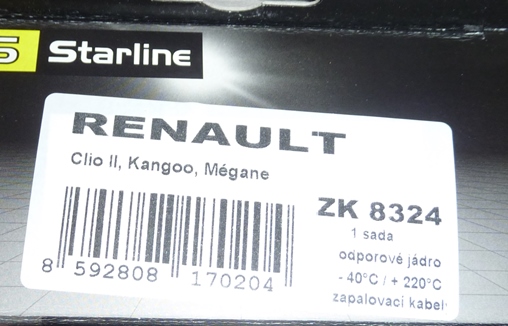 S Starline
RENAULT
Clio II, Kangoo, Mégane
ZK 8324
1 sada
odporové jádro
- 40°C / + 220°C
zapalovací kabel
8 592808 170204